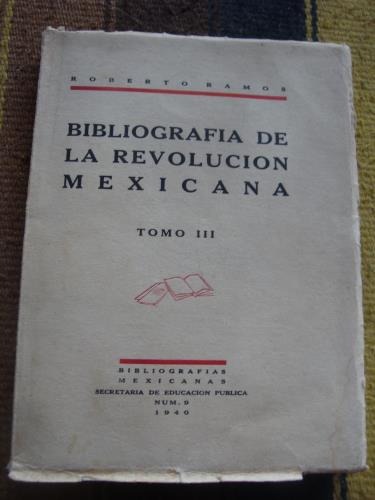 ROBERTO RAMOS
BIBLIOGRAFIA DE
LA REVOLUCION
MEXICANA
TOMO III
BIBLIOGRAFIAS
MEXICANAS
SECRETARIA DE EDUCACION PUBLICA
NUM. 9
1940